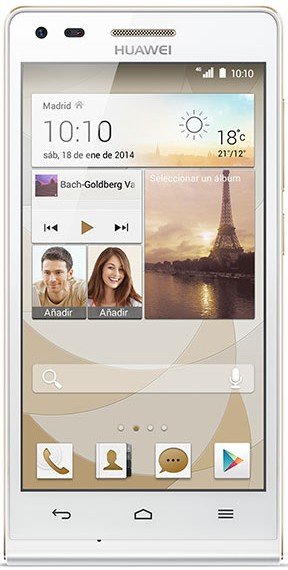 HUAWEI
4G
10:10
Madrid
10:10
sáb, 18 de ene de 2014
18°c
21°/12°
Bach-Goldberg Va
Seleccionar un álbum
Añadir
Añadir